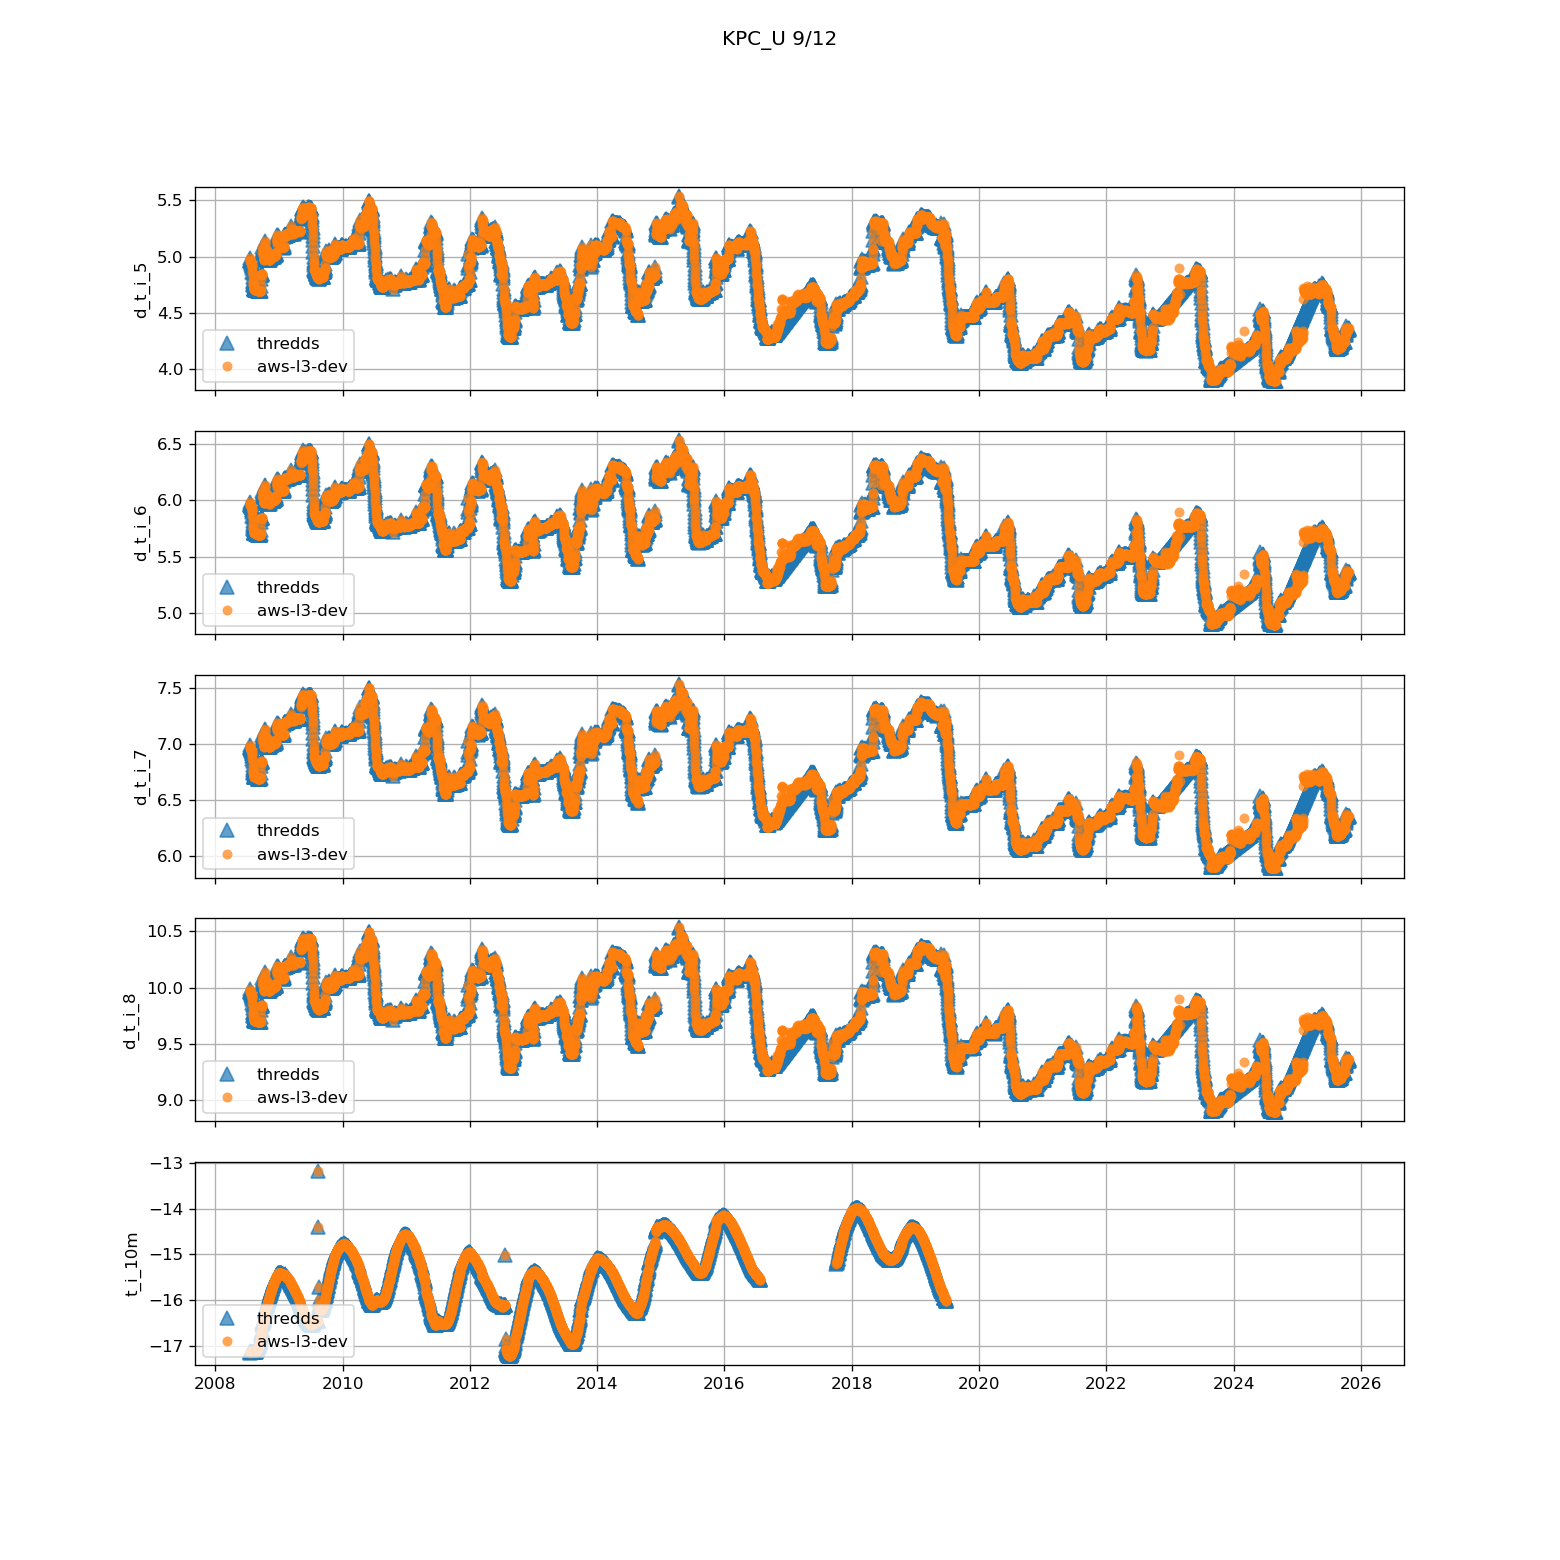 KPC_U 9/12
d_t_i_5
5.5
5.0
4.5
4.0
thredds
aws-l3-dev
d_t_i_6
6.5
6.0
5.5
5.0
thredds
aws-l3-dev
d_t_i_7
7.5
7.0
6.5
6.0
thredds
aws-l3-dev
d_t_i_8
10.5
10.0
9.5
9.0
thredds
aws-l3-dev
t_i_10m
−13
−14
−15
−16
−17
thredds
aws-l3-dev
2008 2010 2012 2014 2016 2018 2020 2022 2024 2026